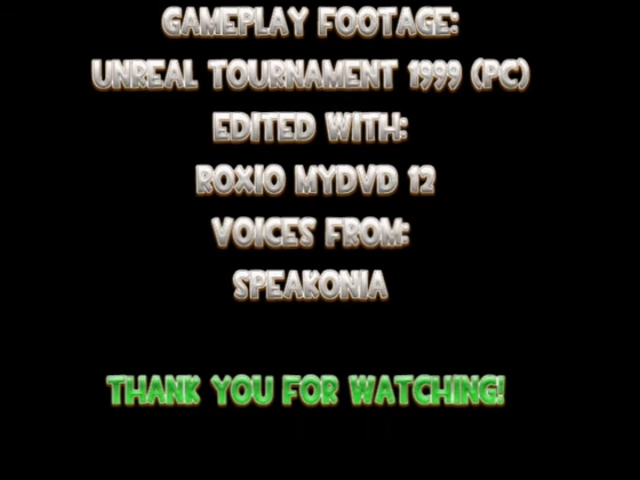 GAMEPLAY FOOTAGE:
UNREAL TOURNAMENT 1999 (PC)
EDITED WITH:
ROXIO MYDVD 12
VOICES FROM:
SPEAKONIA
THANK YOU FOR WATCHING!